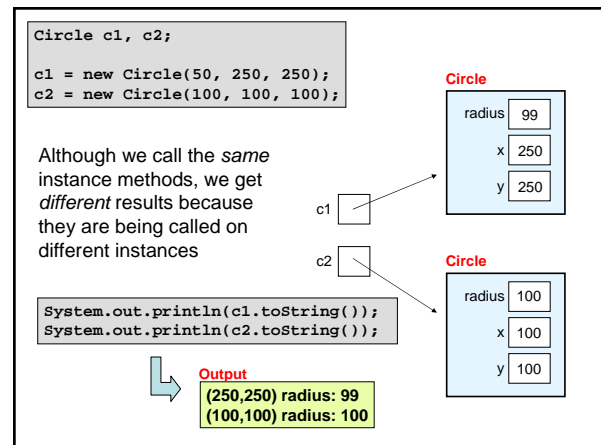 Circle c1, c2;
c1 = new Circle(50, 250, 250);
c2 = new Circle(100, 100, 100);
Although we call the same
instance methods, we get
different results because
they are being called on
different instances
c1
c2
Circle
radius 99
x 250
y 250
Circle
radius 100
x 100
y 100
System.out.println(c1.toString());
System.out.println(c2.toString());
Output
(250,250) radius: 99
(100,100) radius: 100